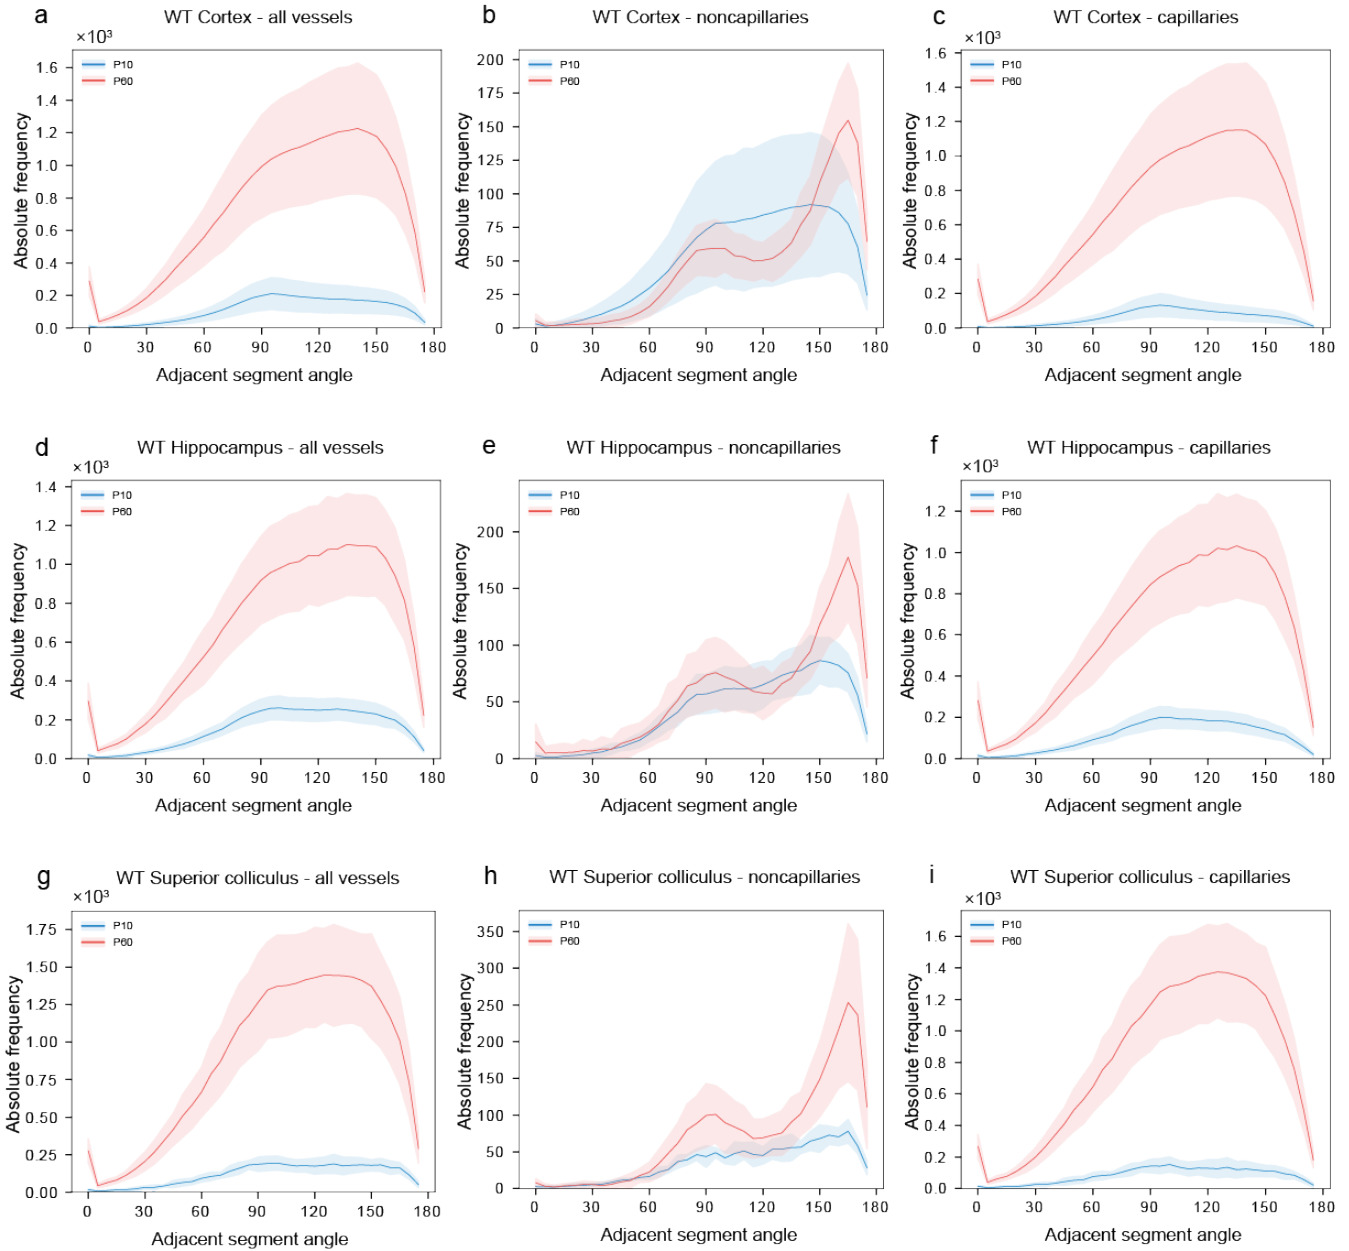 a
WT Cortex - all vessels
×10³
P10
P60
1.6
1.4
1.2
1.0
0.8
0.6
0.4
0.2
0.0
Absolute frequency
0 30 60 90 120 150 180
Adjacent segment angle
b
WT Cortex - noncapillaries
P10
P60
200
175
150
125
100
75
50
25
0
Absolute frequency
0 30 60 90 120 150 180
Adjacent segment angle
c
WT Cortex - capillaries
×10³
P10
P60
1.6
1.4
1.2
1.0
0.8
0.6
0.4
0.2
0.0
Absolute frequency
0 30 60 90 120 150 180
Adjacent segment angle
d
WT Hippocampus - all vessels
×10³
P10
P60
1.4
1.2
1.0
0.8
0.6
0.4
0.2
0.0
Absolute frequency
0 30 60 90 120 150 180
Adjacent segment angle
e
WT Hippocampus - noncapillaries
P10
P60
200
150
100
50
0
Absolute frequency
0 30 60 90 120 150 180
Adjacent segment angle
f
WT Hippocampus - capillaries
×10³
P10
P60
1.2
1.0
0.8
0.6
0.4
0.2
0.0
Absolute frequency
0 30 60 90 120 150 180
Adjacent segment angle
g
WT Superior colliculus - all vessels
×10³
P10
P60
1.75
1.50
1.25
1.00
0.75
0.50
0.25
0.00
Absolute frequency
0 30 60 90 120 150 180
Adjacent segment angle
h
WT Superior colliculus - noncapillaries
P10
P60
350
300
250
200
150
100
50
0
Absolute frequency
0 30 60 90 120 150 180
Adjacent segment angle
i
WT Superior colliculus - capillaries
×10³
P10
P60
1.6
1.4
1.2
1.0
0.8
0.6
0.4
0.2
0.0
Absolute frequency
0 30 60 90 120 150 180
Adjacent segment angle